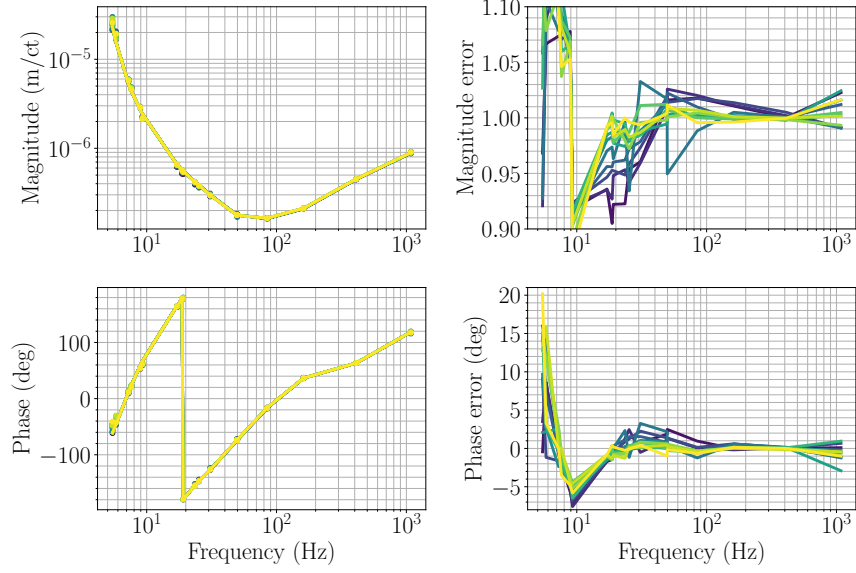 Magnitude (m/ct)
10⁻⁵
10⁻⁶
10¹ 10² 10³
Magnitude error
1.10
1.05
1.00
0.95
0.90
10¹ 10² 10³
Phase (deg)
100
0
−100
10¹ 10² 10³
Frequency (Hz)
Phase error (deg)
20
15
10
5
0
−5
10¹ 10² 10³
Frequency (Hz)